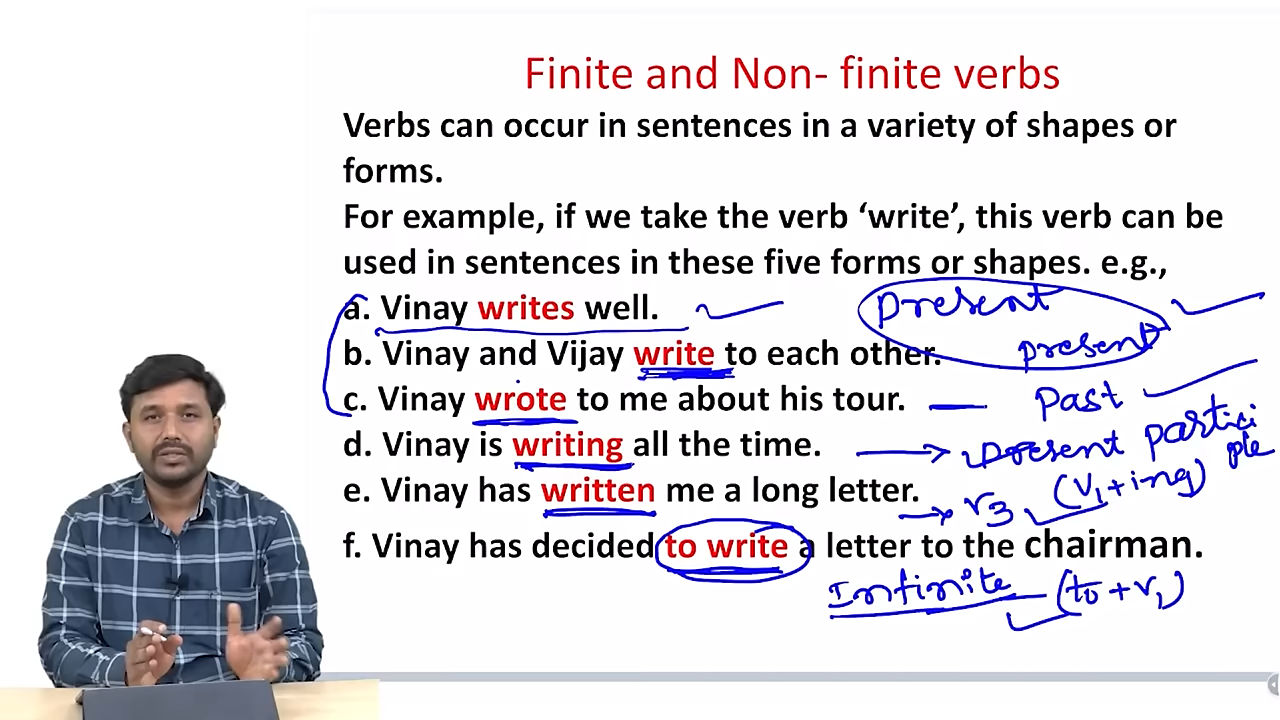 Finite and Non- finite verbs
Verbs can occur in sentences in a variety of shapes or
forms.
For example, if we take the verb ‘write’, this verb can be
used in sentences in these five forms or shapes. e.g.,
a. Vinay writes well.
present
b. Vinay and Vijay write to each other.
present
c. Vinay wrote to me about his tour.
Past
d. Vinay is writing all the time.
Present participle
e. Vinay has written me a long letter.
V3
(V1+ing)
f. Vinay has decided to write a letter to the chairman.
Infinite
(to+V1)